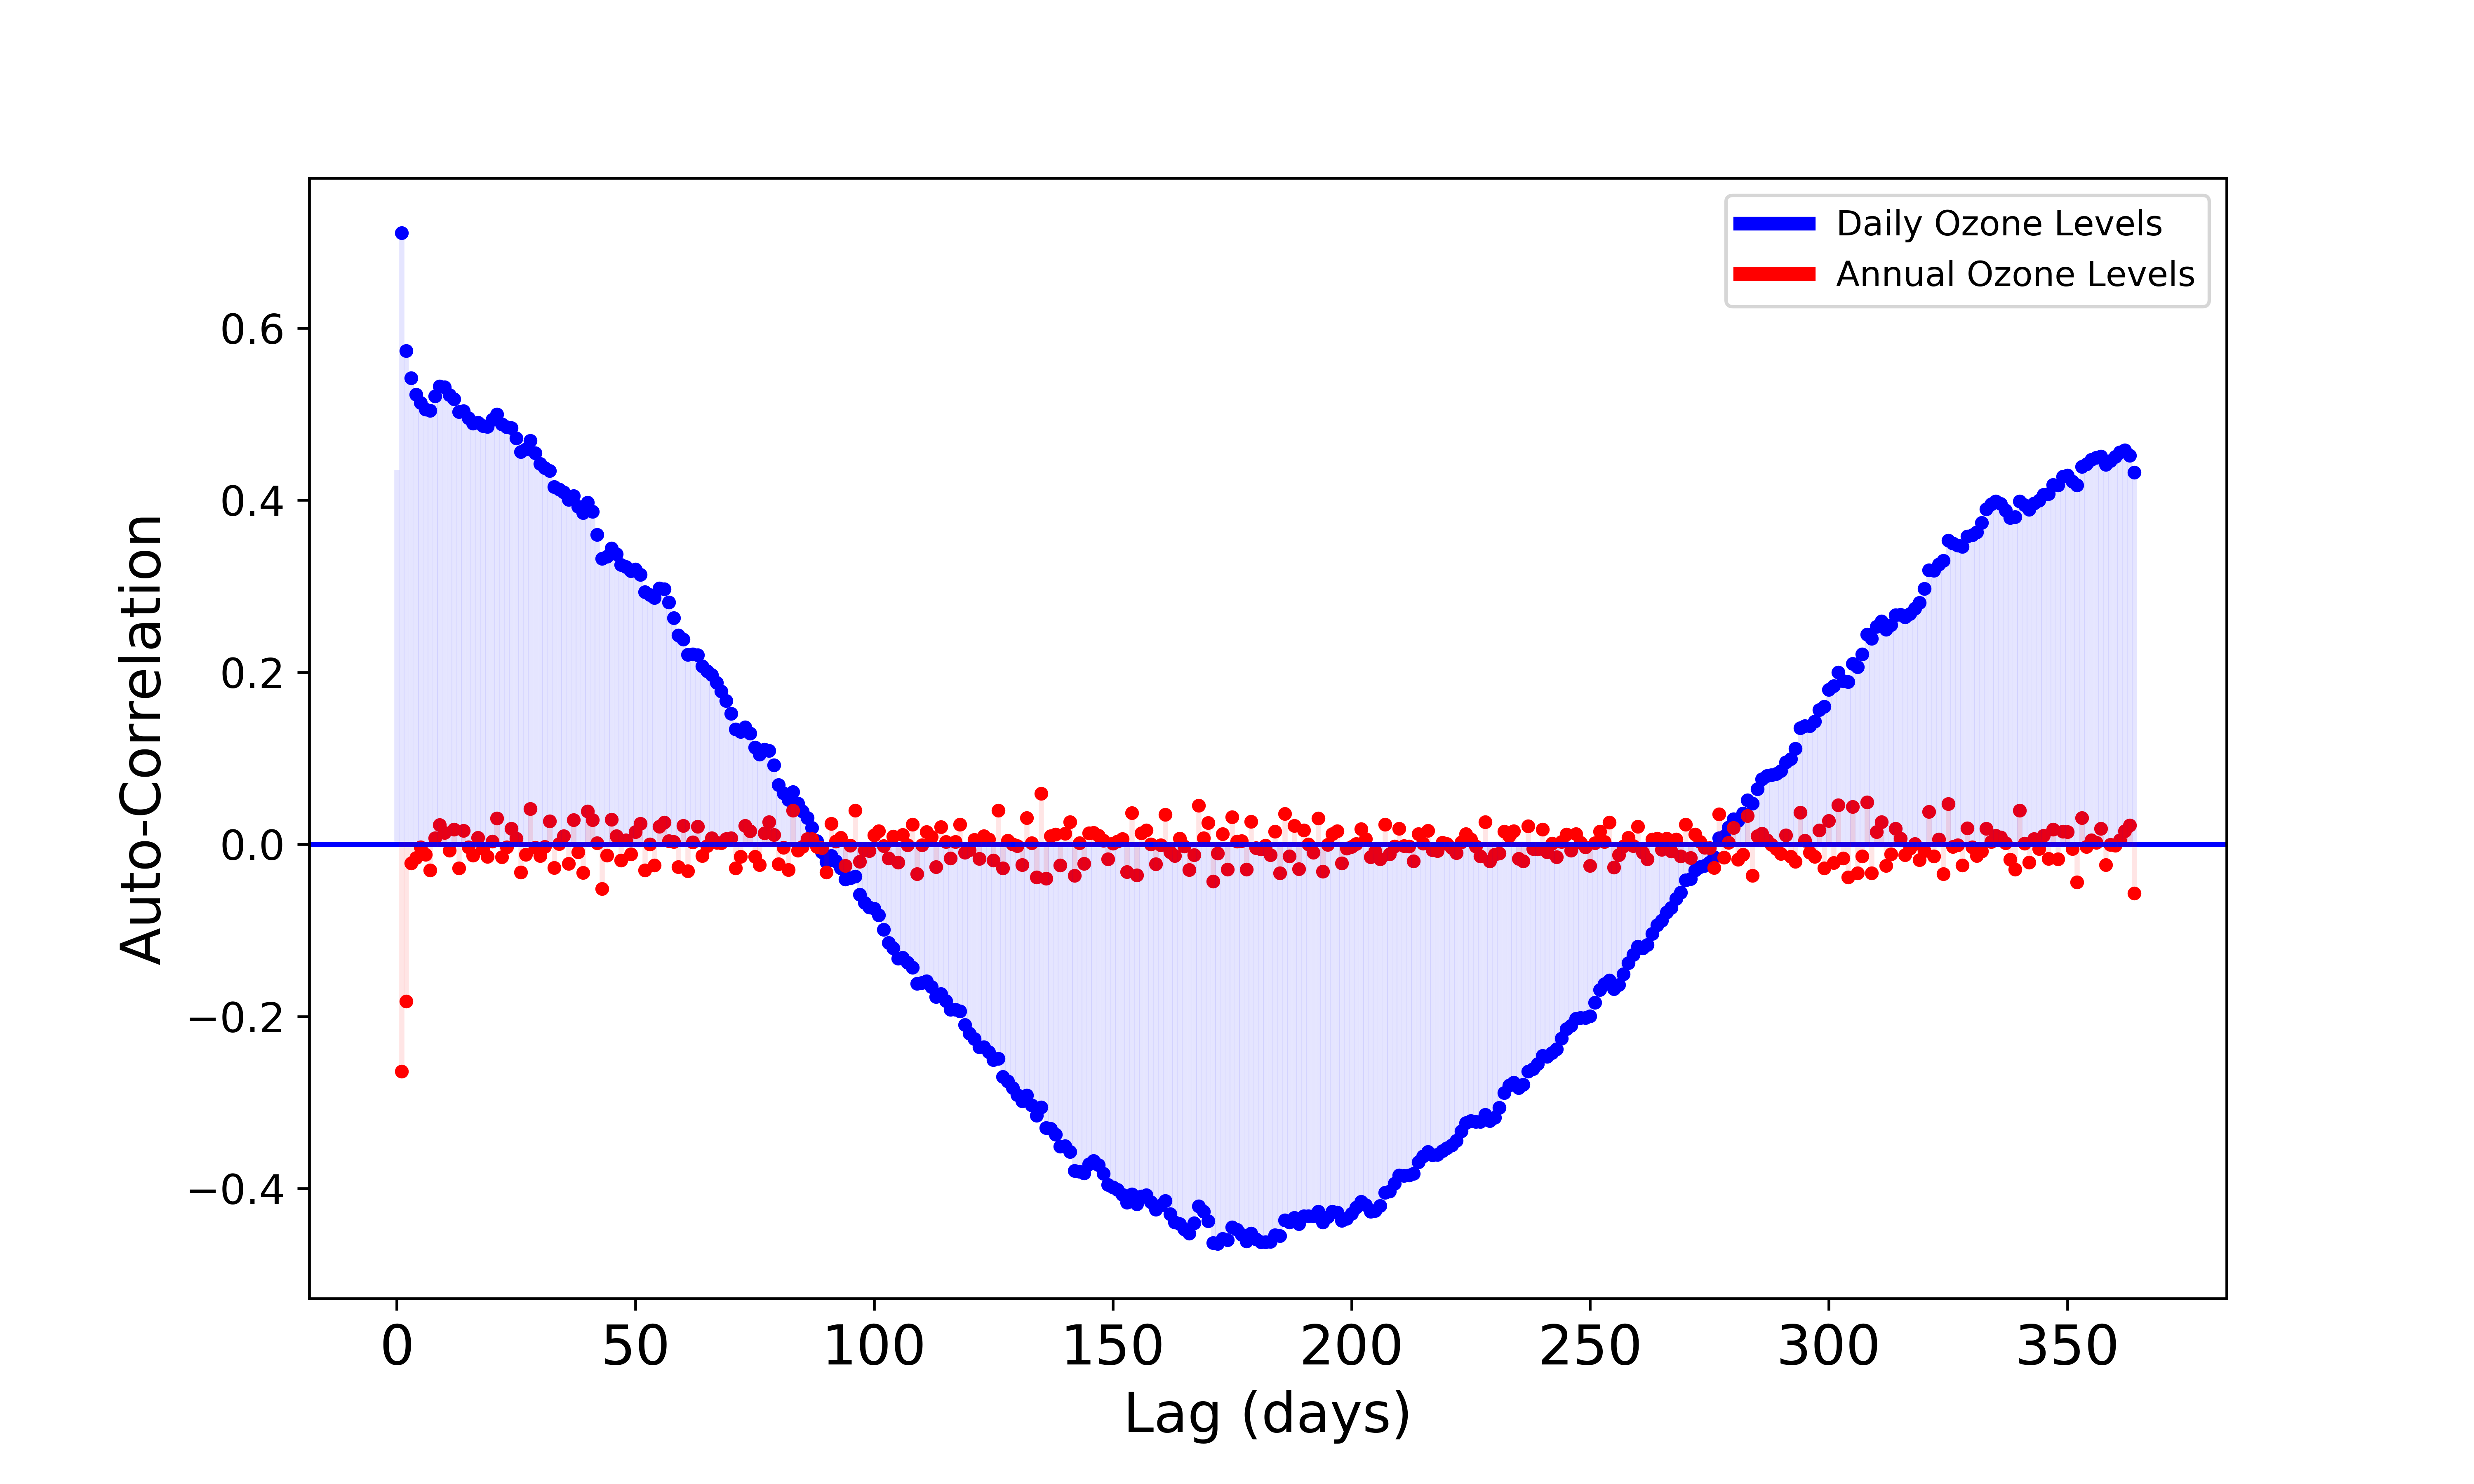 Daily Ozone Levels
Annual Ozone Levels
0.6
0.4
0.2
0.0
−0.2
−0.4
Auto-Correlation
0 50 100 150 200 250 300 350
Lag (days)